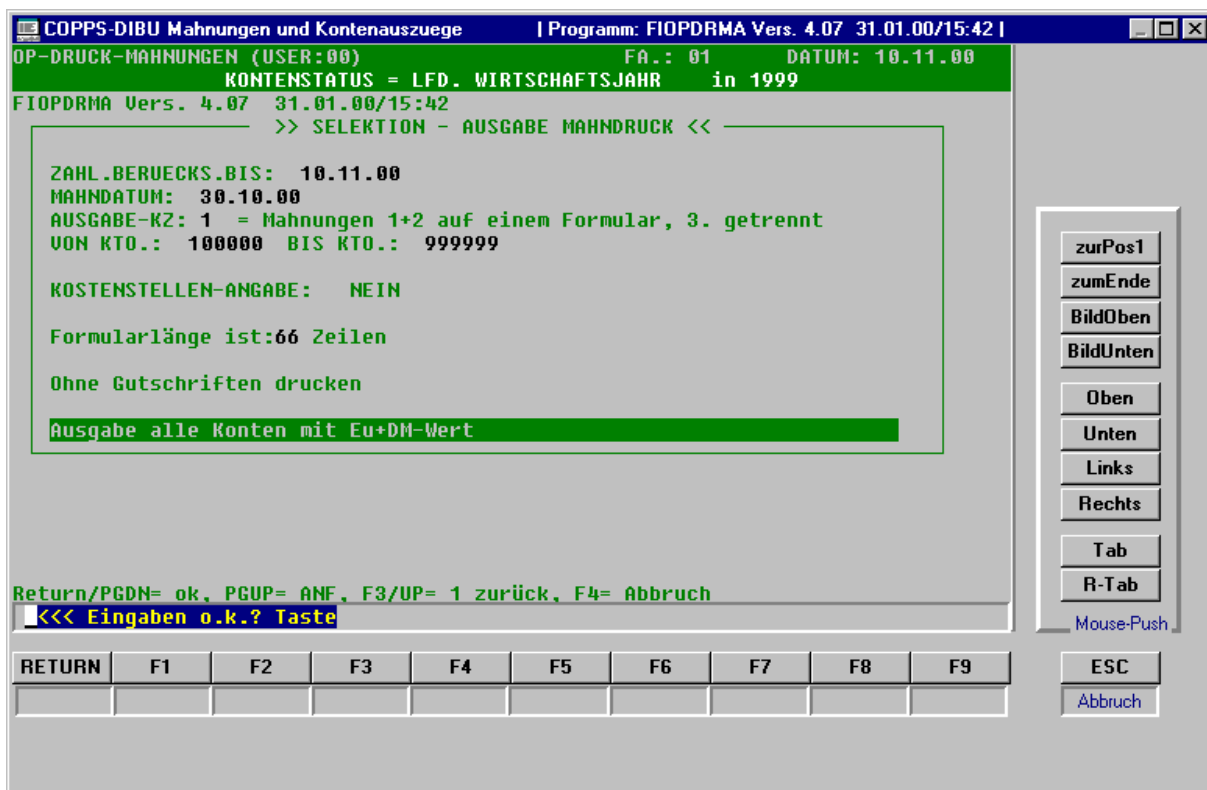 COPPS-DIBU Mahnungen und Kontenauszuege | Programm: FIOPDRMA Vers. 4.07 31.01.00/15:42 |
OP-DRUCK-MAHNUNGEN (USER:00) FA.: 01 DATUM: 10.11.00
KONTENSTATUS = LFD. WIRTSCHAFTSJAHR in 1999
FIOPDRMA Vers. 4.07 31.01.00/15:42
>> SELEKTION - AUSGABE MAHNDRUCK <<
ZAHL.BERUECKS.BIS: 10.11.00
MAHNDATUM: 30.10.00
AUSGABE-KZ: 1 = Mahnungen 1+2 auf einem Formular, 3. getrennt
VON KTO.: 100000 BIS KTO.: 999999
KOSTENSTELLEN-ANGABE: NEIN
Formularlänge ist:66 Zeilen
Ohne Gutschriften drucken
Ausgabe alle Konten mit Eu+DM-Wert
Return/PGDN= ok, PGUP= ANF, F3/UP= 1 zurück, F4= Abbruch
<<< Eingaben o.k.? Taste
zurPos1
zumEnde
BildOben
BildUnten
Oben
Unten
Links
Rechts
Tab
R-Tab
Mouse-Push
RETURN F1 F2 F3 F4 F5 F6 F7 F8 F9 ESC
Abbruch